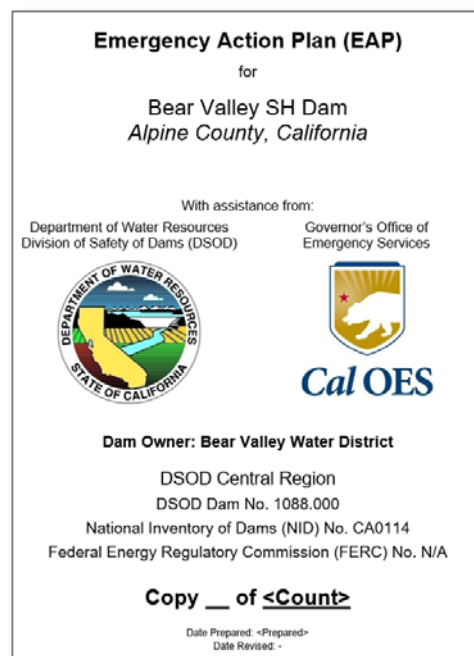 Emergency Action Plan (EAP)
for
Bear Valley SH Dam
Alpine County, California
With assistance from:
Department of Water Resources
Division of Safety of Dams (DSOD)
Governor's Office of
Emergency Services
DEPARTMENT OF WATER RESOURCES
STATE OF CALIFORNIA
Cal OES
Dam Owner: Bear Valley Water District
DSOD Central Region
DSOD Dam No. 1088.000
National Inventory of Dams (NID) No. CA0114
Federal Energy Regulatory Commission (FERC) No. N/A
Copy __ of <Count>
Date Prepared: <Prepared>
Date Revised: -